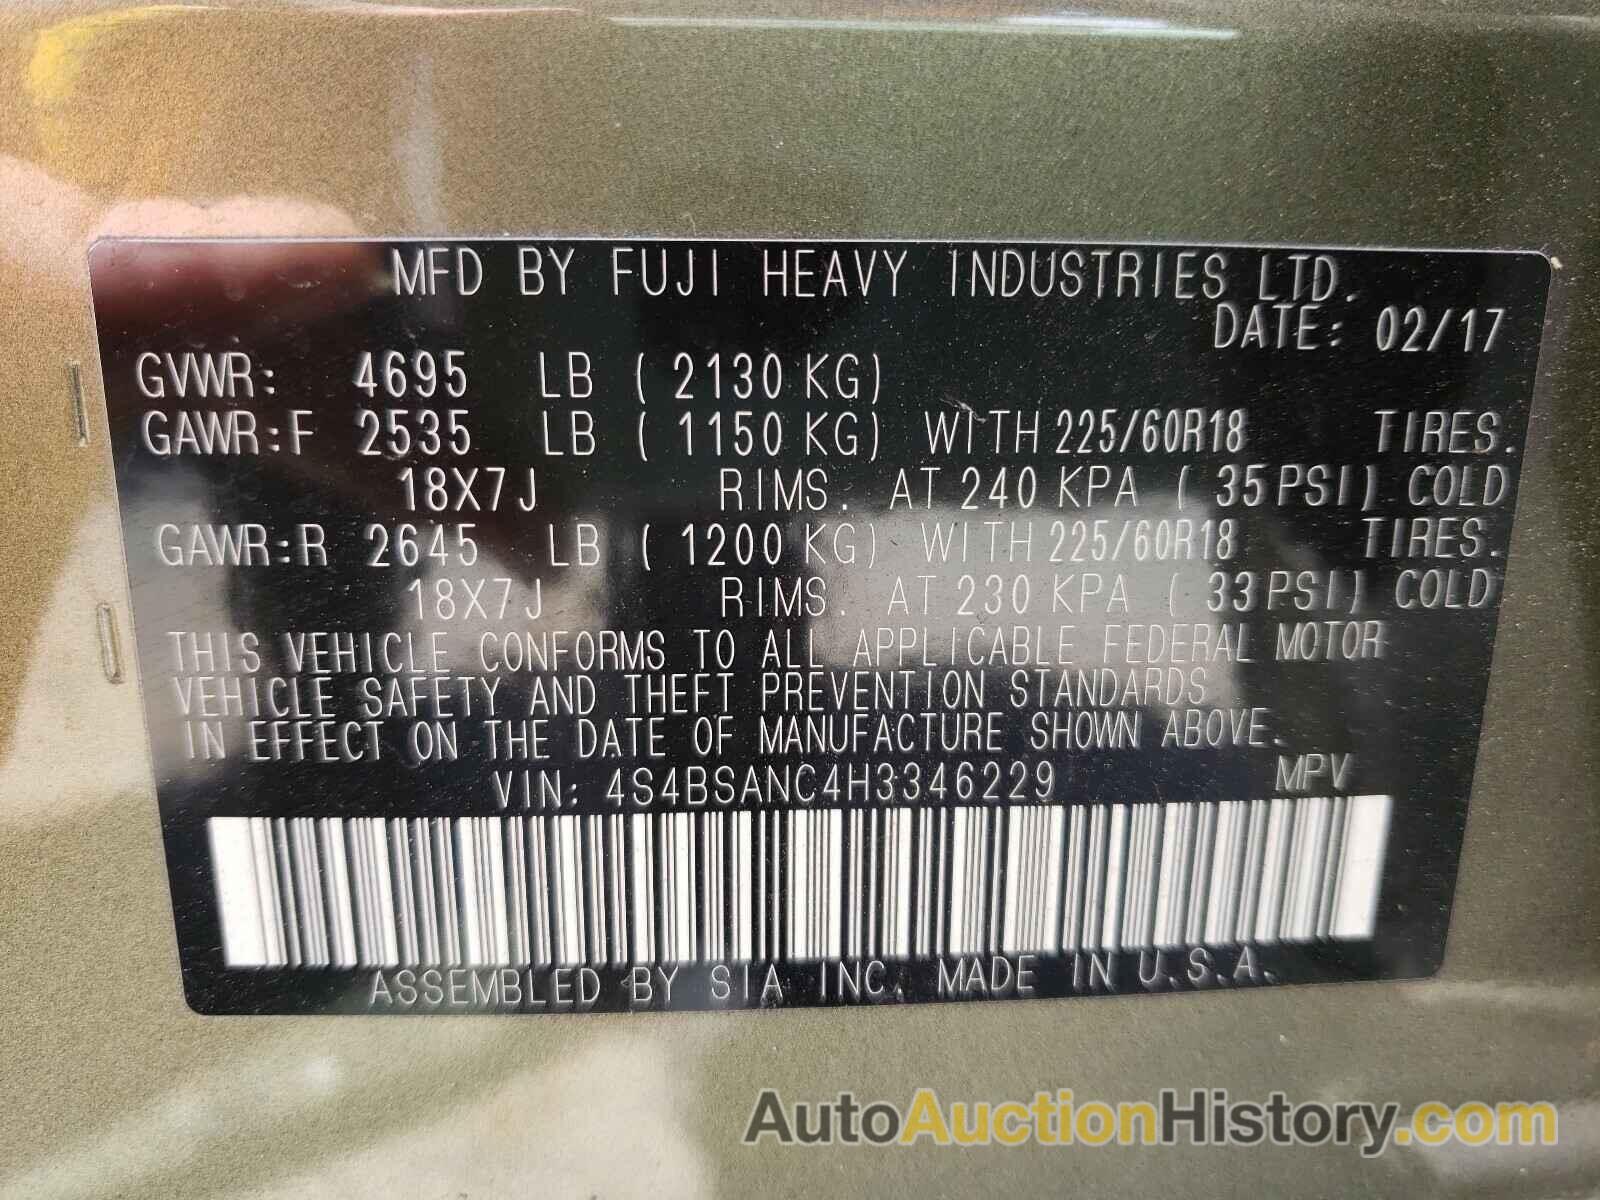 MFD BY FUJI HEAVY INDUSTRIES LTD.
DATE: 02/17
GVWR: 4695 LB ( 2130 KG)
GAWR:F 2535 LB ( 1150 KG) WITH 225/60R18 TIRES.
18X7J RIMS. AT 240 KPA ( 35 PSI) COLD
GAWR:R 2645 LB ( 1200 KG) WITH 225/60R18 TIRES.
18X7J RIMS. AT 230 KPA ( 33 PSI) COLD
THIS VEHICLE CONFORMS TO ALL APPLICABLE FEDERAL MOTOR
VEHICLE SAFETY AND THEFT PREVENTION STANDARDS
IN EFFECT ON THE DATE OF MANUFACTURE SHOWN ABOVE.
VIN: 4S4BSANC4H3346229 MPV
ASSEMBLED BY SIA INC. MADE IN U.S.A.
AutoAuctionHistory.com